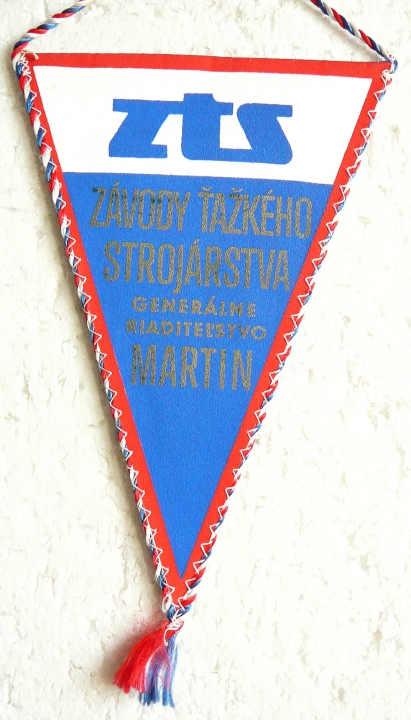 zts
ZÁVODY ŤAŽKÉHO
STROJÁRSTVA
GENERÁLNE
RIADITEĽSTVO
MARTIN